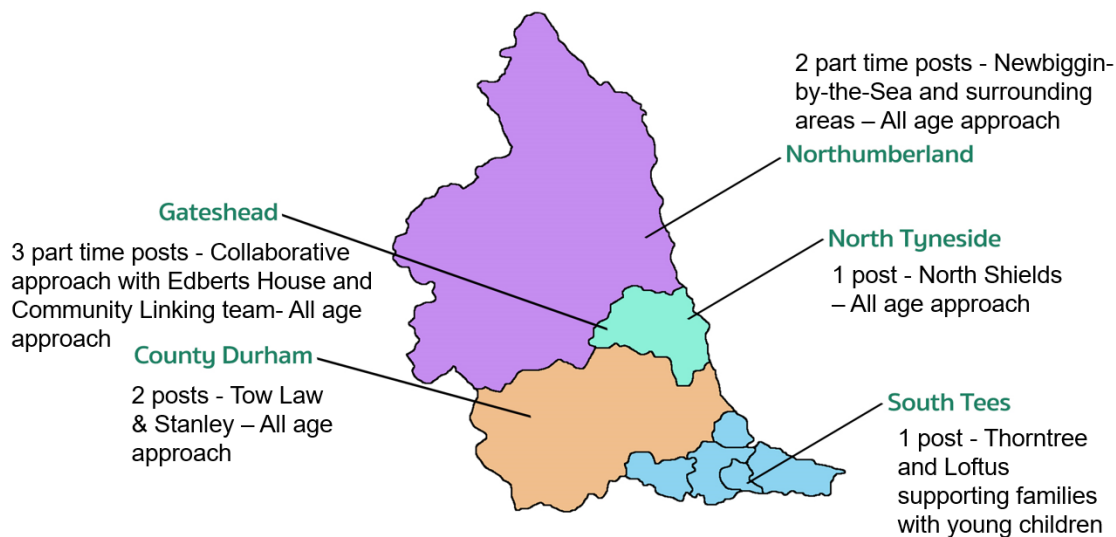 2 part time posts - Newbiggin-
by-the-Sea and surrounding
areas – All age approach
Northumberland
Gateshead
3 part time posts - Collaborative
approach with Edberts House and
Community Linking team- All age
approach
North Tyneside
1 post - North Shields
– All age approach
County Durham
2 posts - Tow Law
& Stanley – All age
approach
South Tees
1 post - Thorntree
and Loftus
supporting families
with young children